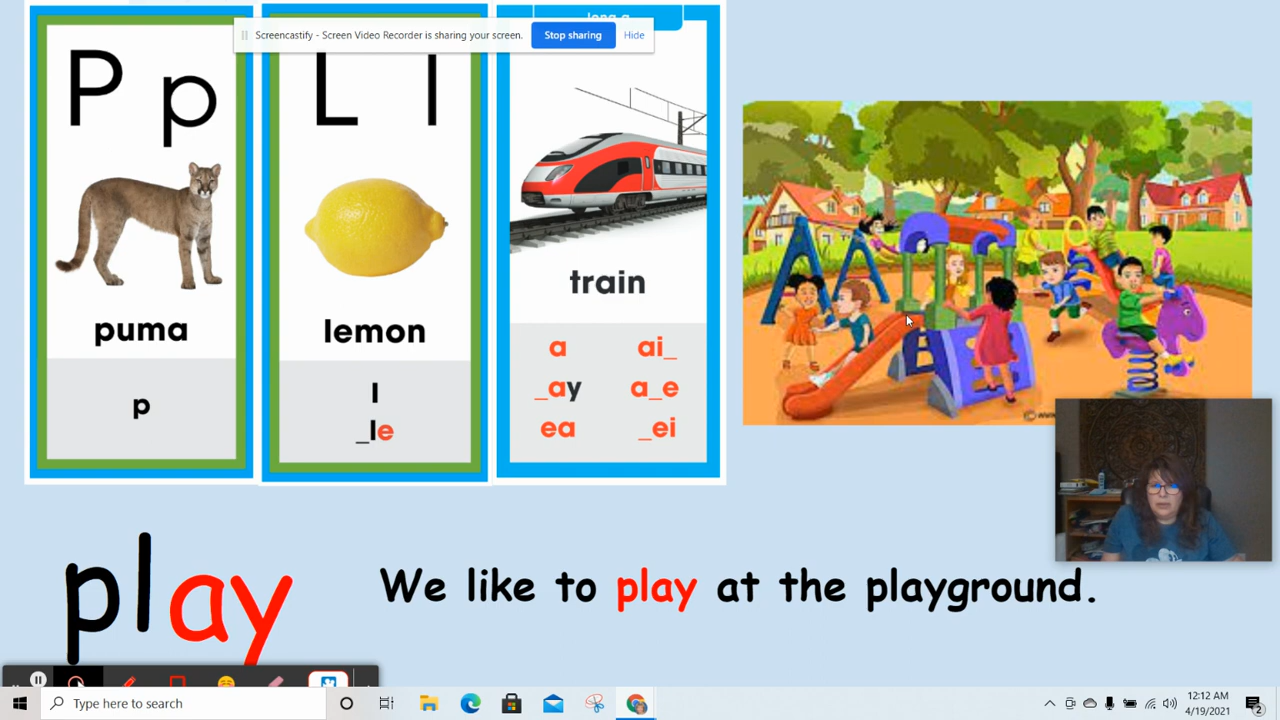 long a
Screencastify - Screen Video Recorder is sharing your screen.
Stop sharing
Hide
P p
puma
p
L l
lemon
l
_le
train
a ai_
_ay a_e
ea _ei
play
We like to play at the playground.
Type here to search
12:12 AM
4/19/2021
2